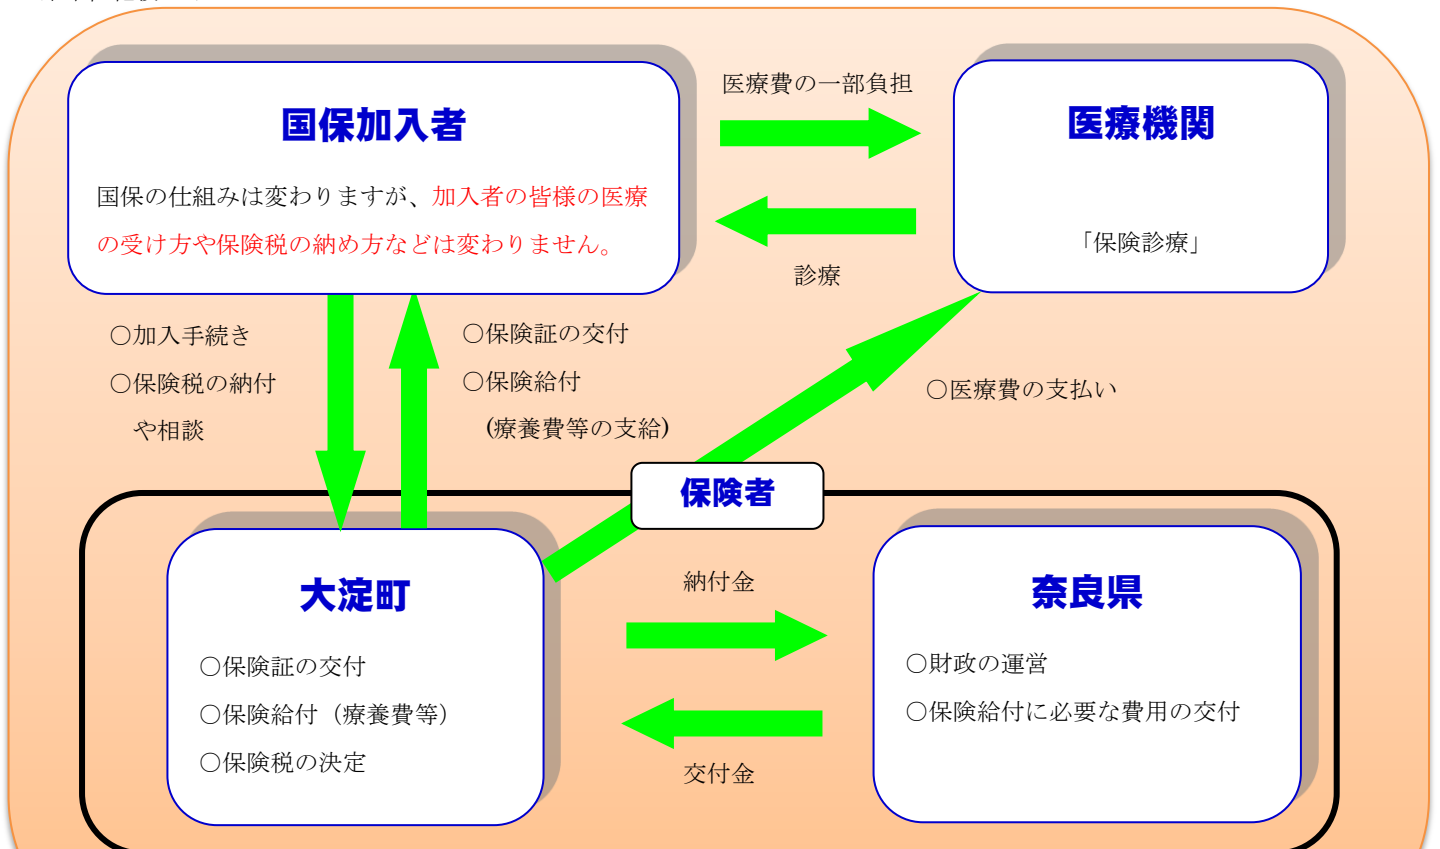 国保加入者
国保の仕組みは変わりますが、加入者の皆様の医療
の受け方や保険税の納め方などは変わりません。
医療費の一部負担
診療
医療機関
「保険診療」
○加入手続き
○保険税の納付
や相談
○保険証の交付
○保険給付
(療養費等の支給)
○医療費の支払い
保険者
大淀町
○保険証の交付
○保険給付（療養費等）
○保険税の決定
納付金
交付金
奈良県
○財政の運営
○保険給付に必要な費用の交付